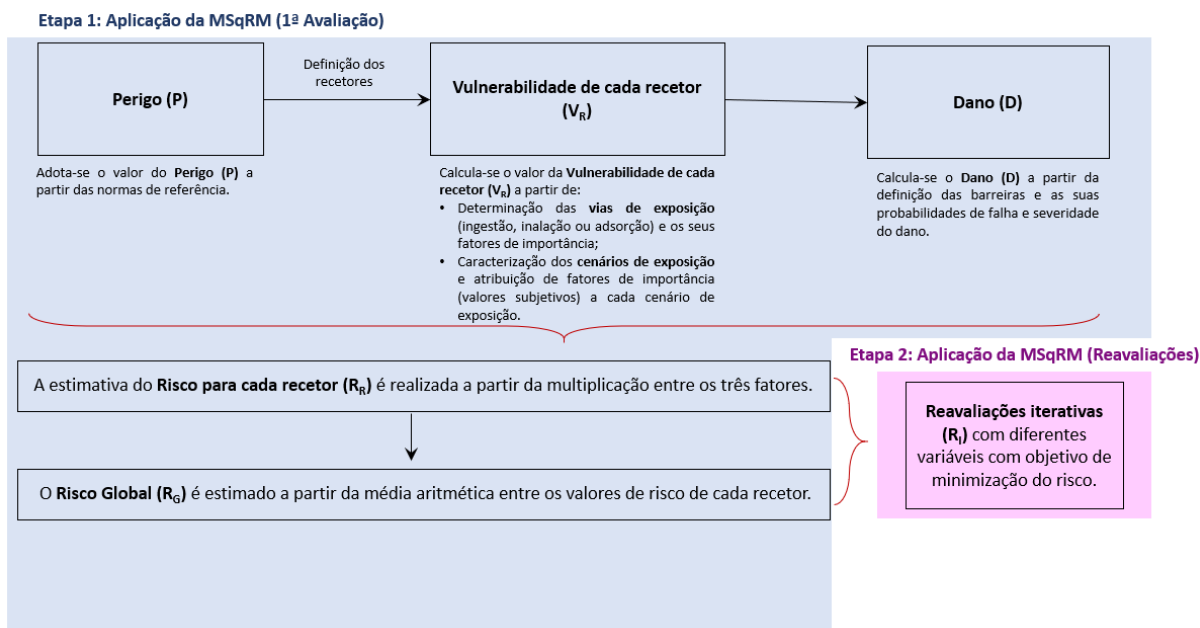 Etapa 1: Aplicação da MSqRM (1ª Avaliação)
Perigo (P)
Definição dos
recetores
Vulnerabilidade de cada recetor
(VR)
Dano (D)
Adota-se o valor do Perigo (P) a
partir das normas de referência.
Calcula-se o valor da Vulnerabilidade de cada
recetor (VR) a partir de:
• Determinação das vias de exposição
(ingestão, inalação ou adsorção) e os seus
fatores de importância;
• Caracterização dos cenários de exposição
e atribuição de fatores de importância
(valores subjetivos) a cada cenário de
exposição.
Calcula-se o Dano (D) a partir da
definição das barreiras e as suas
probabilidades de falha e severidade
do dano.
A estimativa do Risco para cada recetor (RR) é realizada a partir da multiplicação entre os três fatores.
O Risco Global (RG) é estimado a partir da média aritmética entre os valores de risco de cada recetor.
Etapa 2: Aplicação da MSqRM (Reavaliações)
Reavaliações iterativas
(RI) com diferentes
variáveis com objetivo de
minimização do risco.